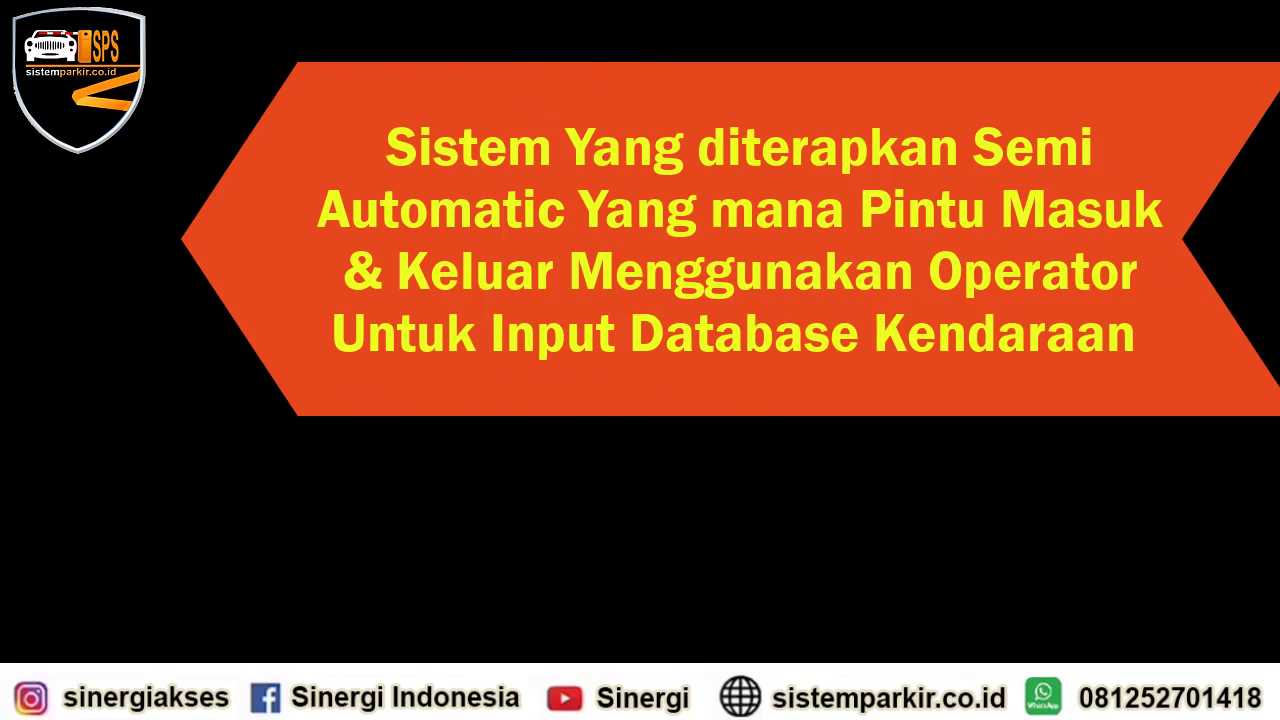 SPS
sistemparkir.co.id
Sistem Yang diterapkan Semi
Automatic Yang mana Pintu Masuk
& Keluar Menggunakan Operator
Untuk Input Database Kendaraan
sinergiakses Sinergi Indonesia Sinergi sistemparkir.co.id WhatsApp 081252701418